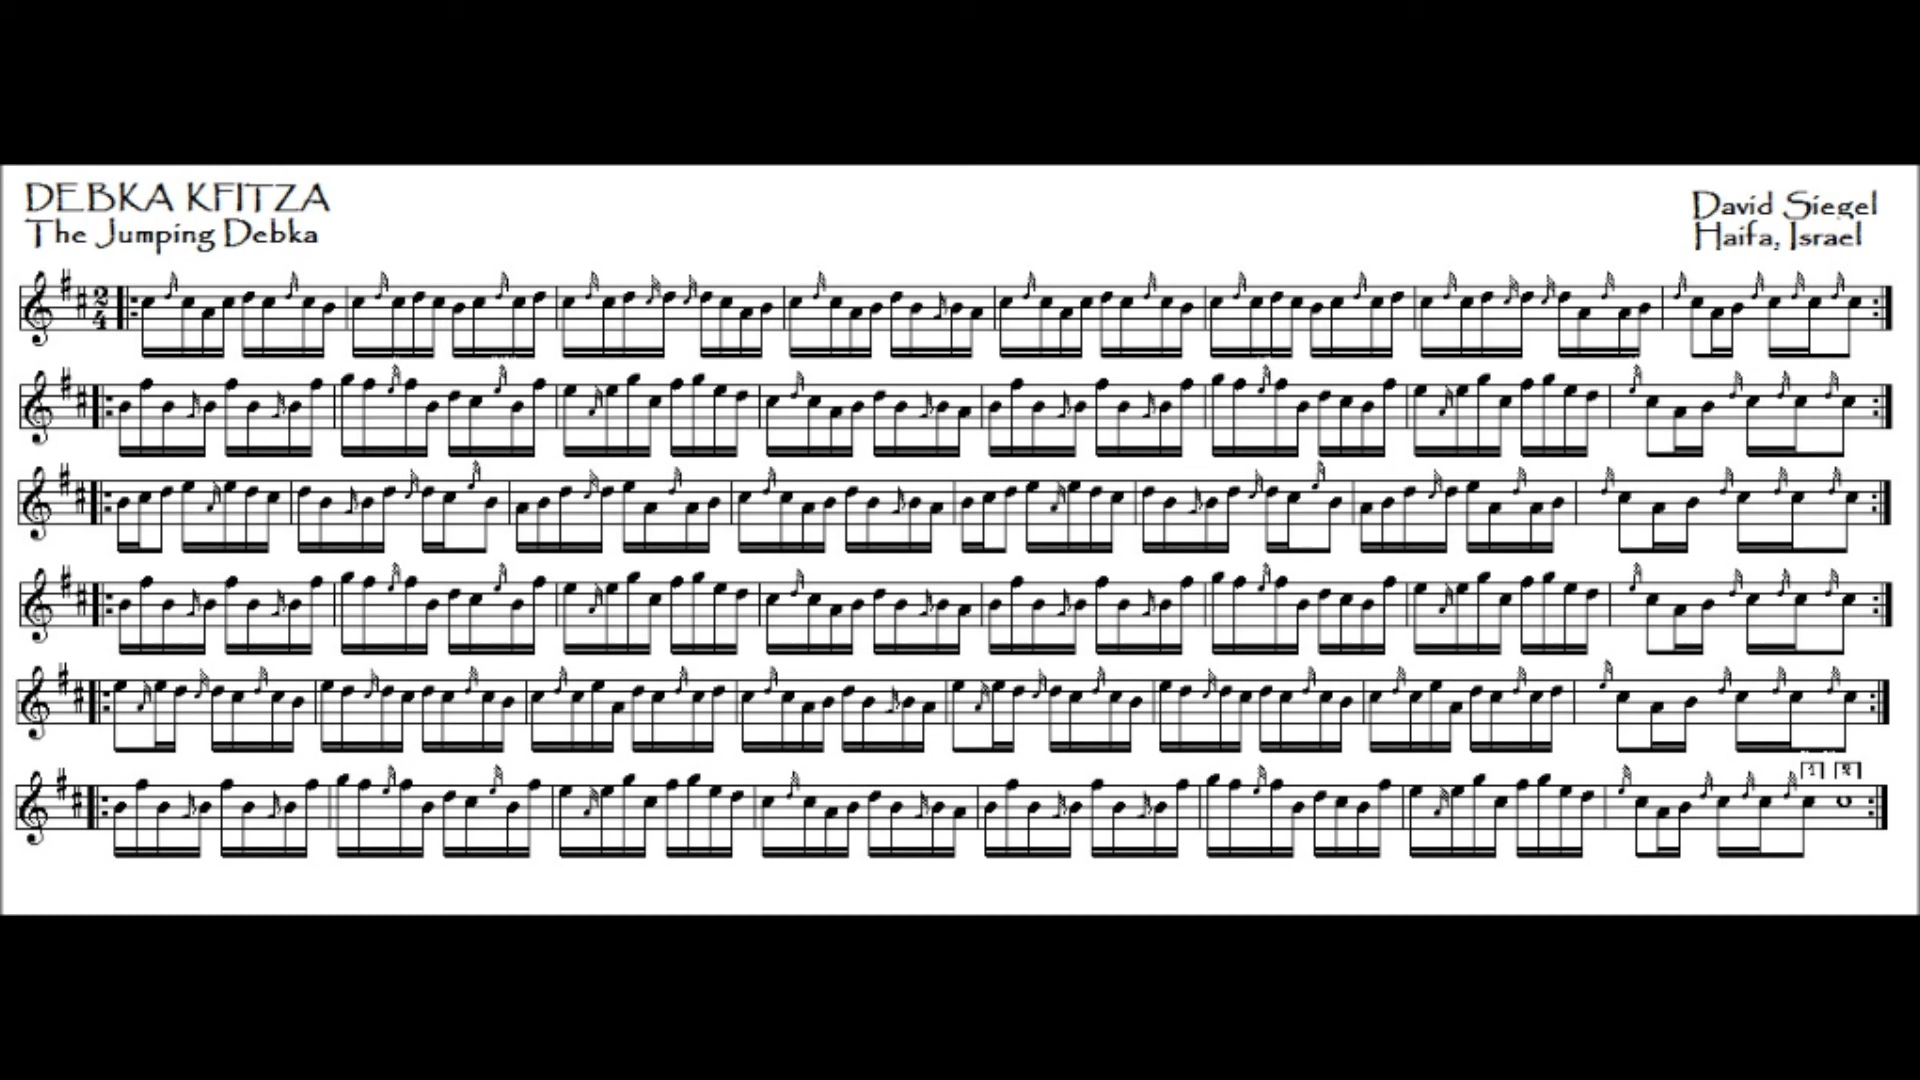 DEBKA KFITZA
The Jumping Debka
David Siegel
Haifa, Israel
2
4
1 2